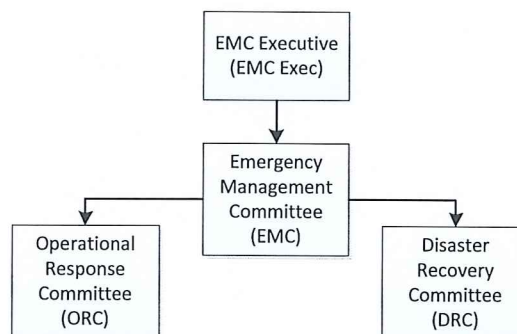 EMC Executive
(EMC Exec)
Emergency
Management
Committee
(EMC)
Operational
Response
Committee
(ORC)
Disaster
Recovery
Committee
(DRC)